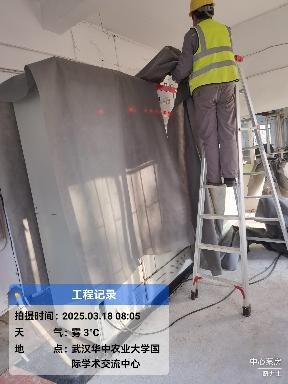 工程记录
拍摄时间：2025.03.18 08:05
天　　气：雾 3℃
地　　点：武汉华中农业大学国
际学术交流中心